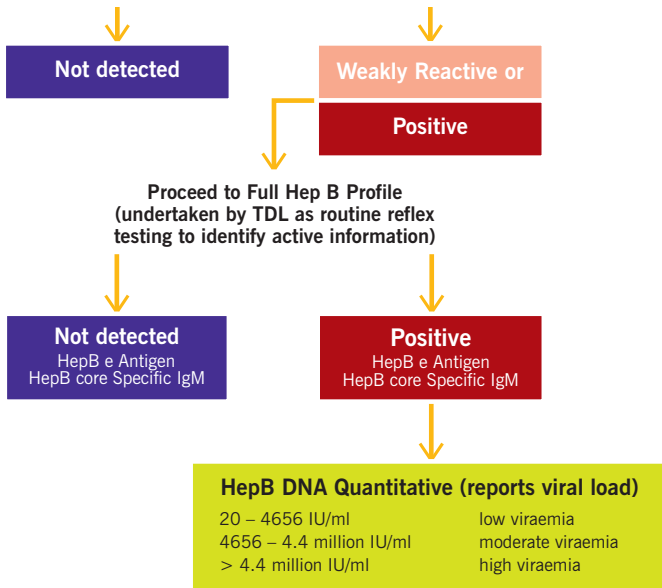 Not detected
Weakly Reactive or
Positive
Proceed to Full Hep B Profile
(undertaken by TDL as routine reflex
testing to identify active information)
Not detected
HepB e Antigen
HepB core Specific IgM
Positive
HepB e Antigen
HepB core Specific IgM
HepB DNA Quantitative (reports viral load)
20 – 4656 IU/ml low viraemia
4656 – 4.4 million IU/ml moderate viraemia
> 4.4 million IU/ml high viraemia